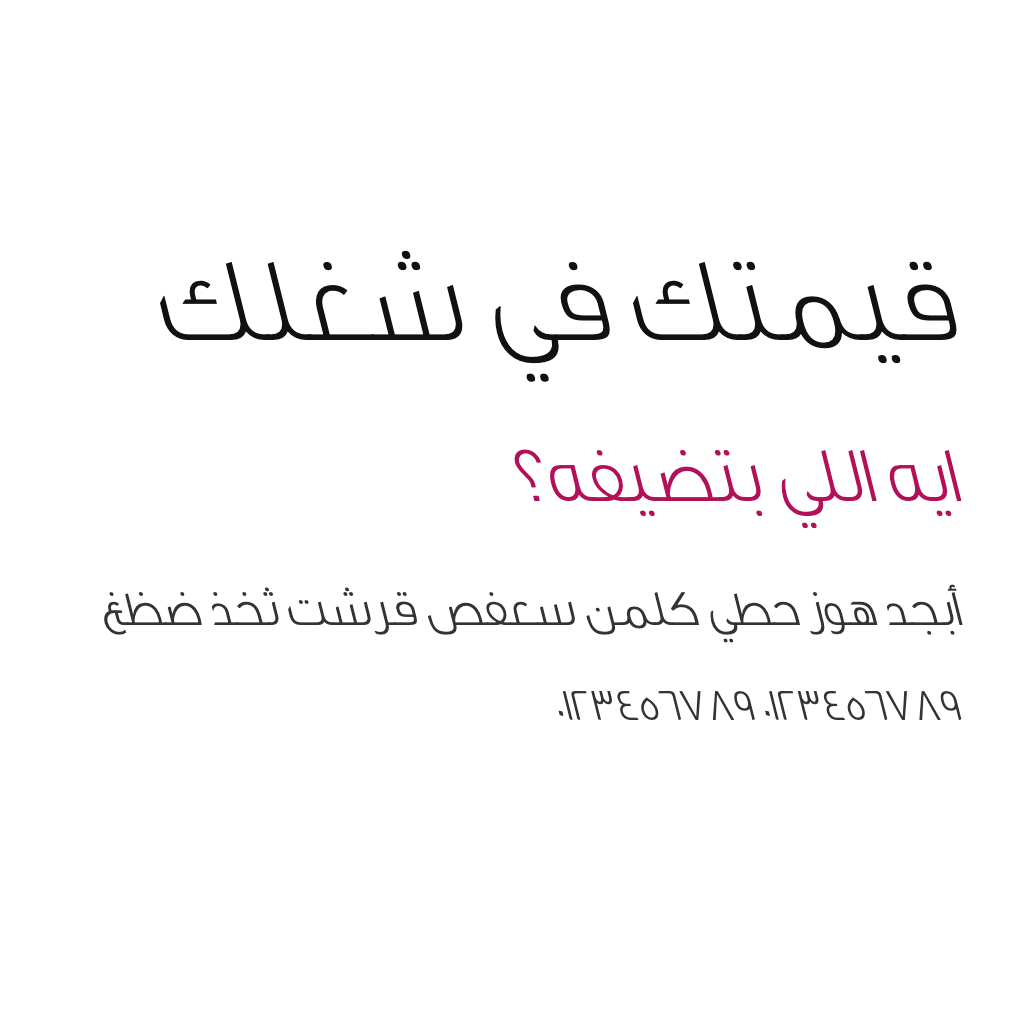 قيمتك في شغلك
ايه اللي بتضيفه؟
أبجد هوز حطي كلمن سعفص قرشت ثخذ ضظغ
٠١٢٣٤٥٦٧٨٩ ٠١٢٣٤٥٦٧٨٩